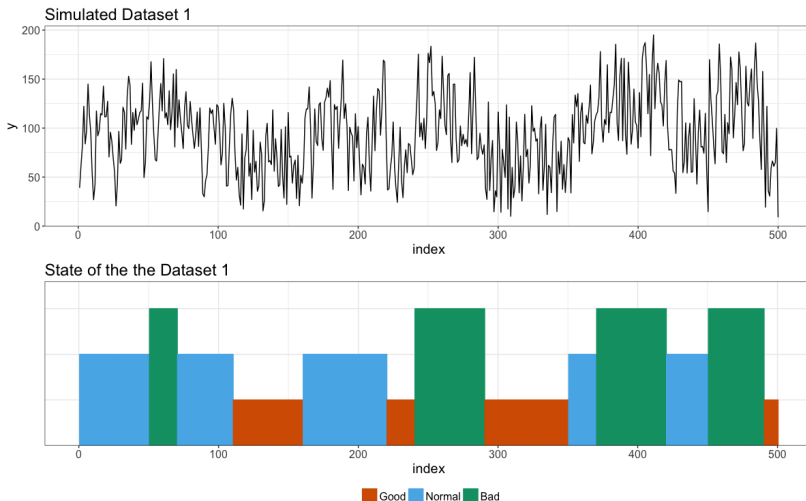 Simulated Dataset 1
200
150
100
50
0
y
0 100 200 300 400 500
index
State of the the Dataset 1
0 100 200 300 400 500
index
Good Normal Bad